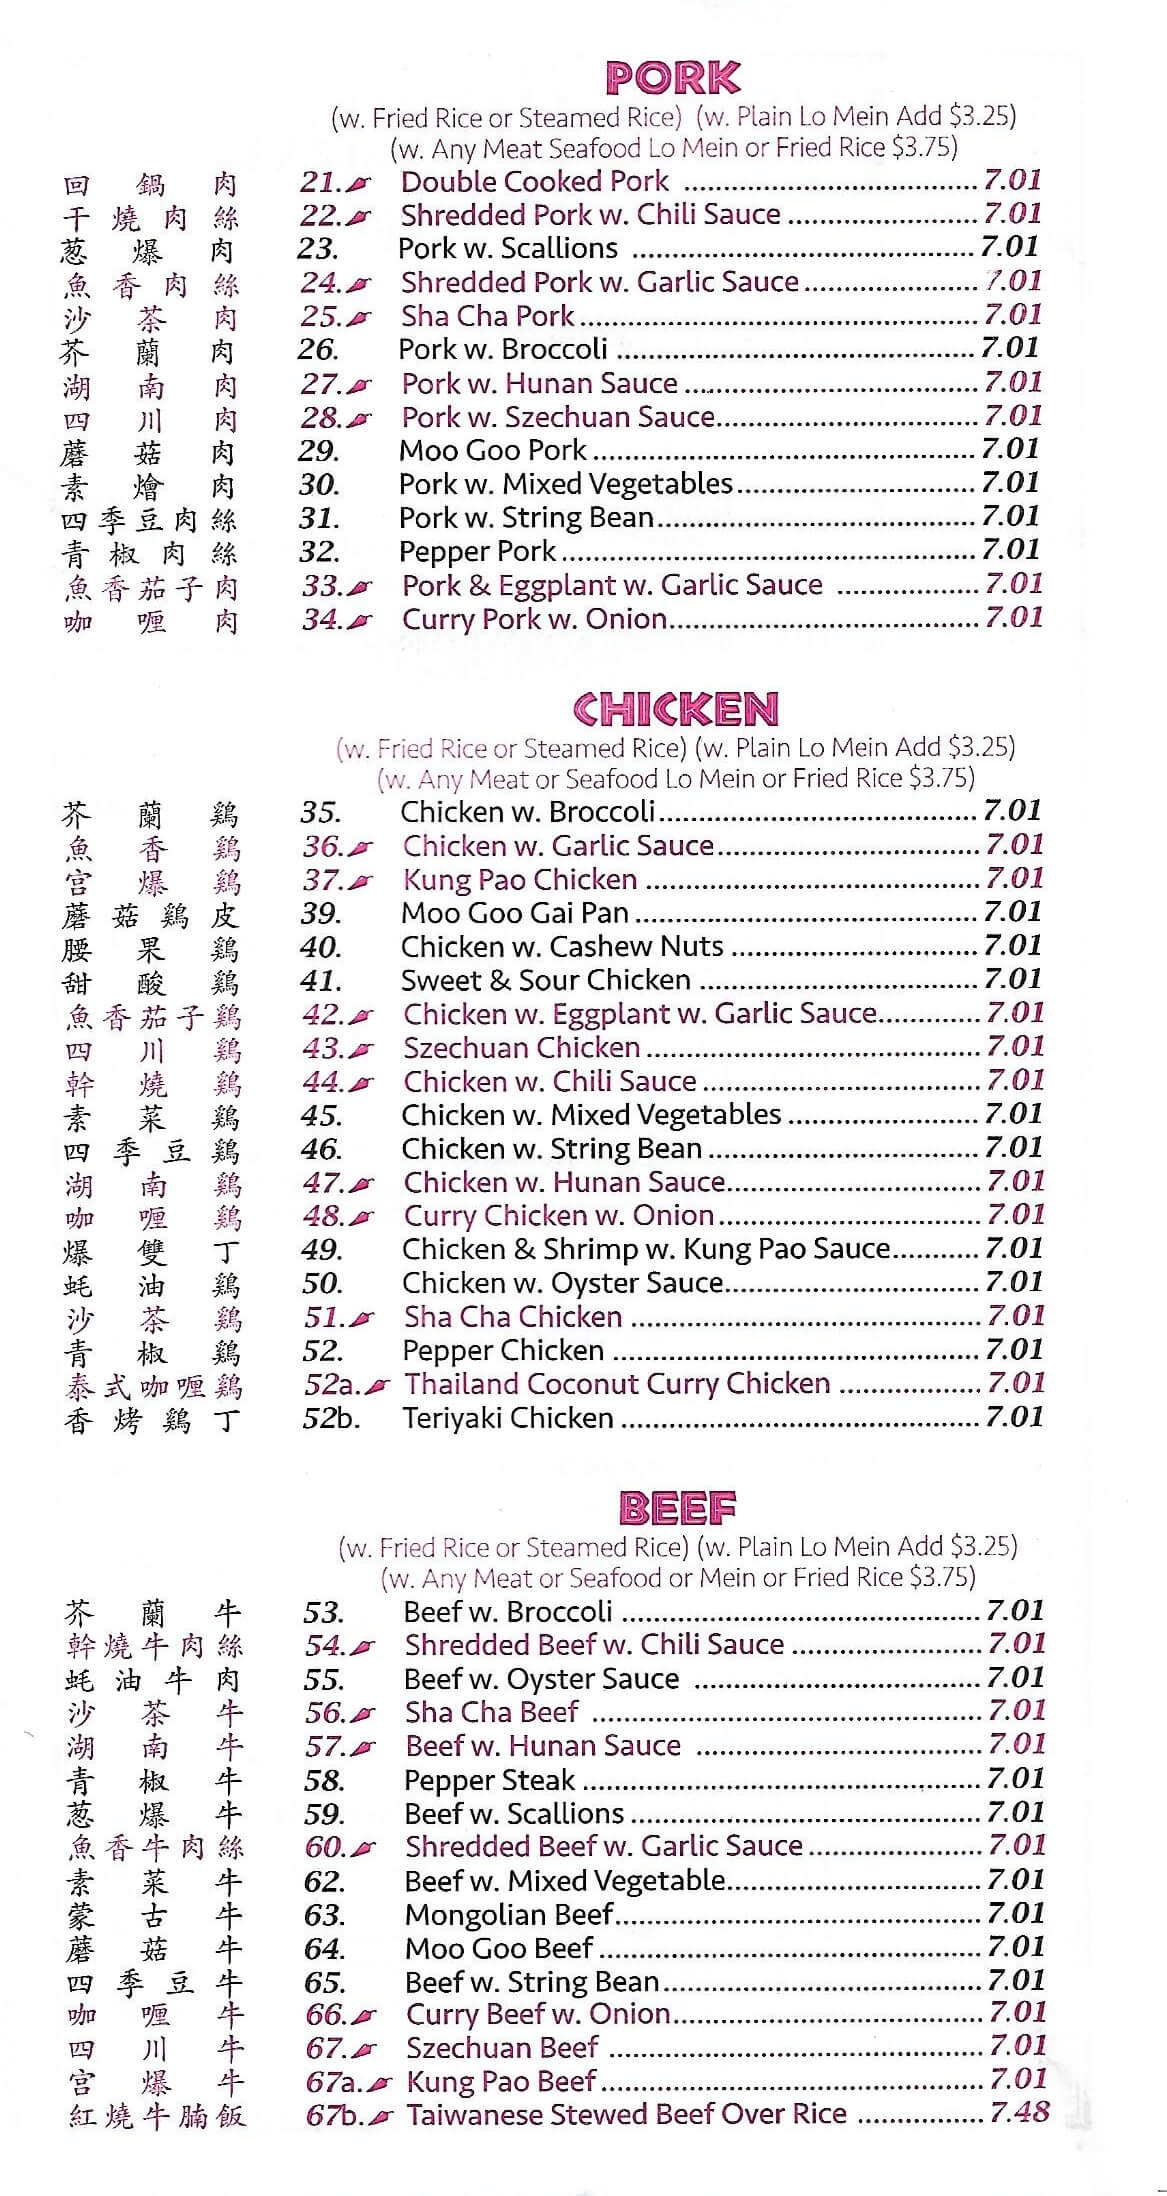 PORK
(w. Fried Rice or Steamed Rice) (w. Plain Lo Mein Add $3.25)
(w. Any Meat Seafood Lo Mein or Fried Rice $3.75)
回鍋肉 21. Double Cooked Pork ..................................... 7.01
干燒肉絲 22. Shredded Pork w. Chili Sauce ........................ 7.01
葱爆肉 23. Pork w. Scallions ........................................... 7.01
魚香肉絲 24. Shredded Pork w. Garlic Sauce...................... 7.01
沙茶肉 25. Sha Cha Pork.................................................. 7.01
芥蘭肉 26. Pork w. Broccoli ............................................. 7.01
湖南肉 27. Pork w. Hunan Sauce ..................................... 7.01
四川肉 28. Pork w. Szechuan Sauce................................. 7.01
蘑菇肉 29. Moo Goo Pork................................................ 7.01
素燴肉 30. Pork w. Mixed Vegetables.............................. 7.01
四季豆肉絲 31. Pork w. String Bean........................................ 7.01
青椒肉絲 32. Pepper Pork.................................................... 7.01
魚香茄子肉 33. Pork & Eggplant w. Garlic Sauce .................. 7.01
咖喱肉 34. Curry Pork w. Onion....................................... 7.01
CHICKEN
(w. Fried Rice or Steamed Rice) (w. Plain Lo Mein Add $3.25)
(w. Any Meat or Seafood Lo Mein or Fried Rice $3.75)
芥蘭鷄 35. Chicken w. Broccoli........................................ 7.01
魚香鷄 36. Chicken w. Garlic Sauce................................. 7.01
宫爆鷄 37. Kung Pao Chicken .......................................... 7.01
蘑菇鷄皮 39. Moo Goo Gai Pan ........................................... 7.01
腰果鷄 40. Chicken w. Cashew Nuts ............................... 7.01
甜酸鷄 41. Sweet & Sour Chicken ................................... 7.01
魚香茄子鷄 42. Chicken w. Eggplant w. Garlic Sauce............. 7.01
四川鷄 43. Szechuan Chicken .......................................... 7.01
幹燒鷄 44. Chicken w. Chili Sauce ................................... 7.01
素菜鷄 45. Chicken w. Mixed Vegetables ........................ 7.01
四季豆鷄 46. Chicken w. String Bean .................................. 7.01
湖南鷄 47. Chicken w. Hunan Sauce................................ 7.01
咖喱鷄 48. Curry Chicken w. Onion................................. 7.01
爆雙丁 49. Chicken & Shrimp w. Kung Pao Sauce........... 7.01
蚝油鷄 50. Chicken w. Oyster Sauce................................ 7.01
沙茶鷄 51. Sha Cha Chicken ............................................ 7.01
青椒鷄 52. Pepper Chicken .............................................. 7.01
泰式咖喱鷄 52a. Thailand Coconut Curry Chicken .................. 7.01
香烤鷄丁 52b. Teriyaki Chicken ............................................. 7.01
BEEF
(w. Fried Rice or Steamed Rice) (w. Plain Lo Mein Add $3.25)
(w. Any Meat or Seafood or Mein or Fried Rice $3.75)
芥蘭牛 53. Beef w. Broccoli ............................................. 7.01
幹燒牛肉絲 54. Shredded Beef w. Chili Sauce ........................ 7.01
蚝油牛肉 55. Beef w. Oyster Sauce .................................... 7.01
沙茶牛 56. Sha Cha Beef ................................................. 7.01
湖南牛 57. Beef w. Hunan Sauce .................................... 7.01
青椒牛 58. Pepper Steak .................................................. 7.01
葱爆牛 59. Beef w. Scallions ............................................ 7.01
魚香牛肉絲 60. Shredded Beef w. Garlic Sauce...................... 7.01
素菜牛 62. Beef w. Mixed Vegetable................................ 7.01
蒙古牛 63. Mongolian Beef.............................................. 7.01
蘑菇牛 64. Moo Goo Beef ................................................ 7.01
四季豆牛 65. Beef w. String Bean........................................ 7.01
咖喱牛 66. Curry Beef w. Onion....................................... 7.01
四川牛 67. Szechuan Beef ............................................... 7.01
宫爆牛 67a. Kung Pao Beef................................................ 7.01
紅燒牛腩飯 67b. Taiwanese Stewed Beef Over Rice ................ 7.48